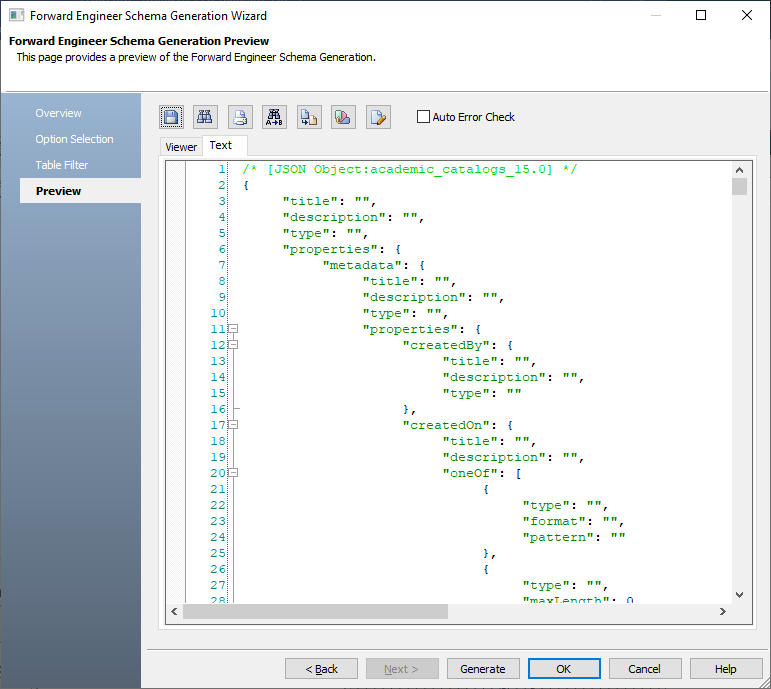 Forward Engineer Schema Generation Wizard
Forward Engineer Schema Generation Preview
This page provides a preview of the Forward Engineer Schema Generation.
Overview
Option Selection
Table Filter
Preview
A→B
Auto Error Check
Viewer Text
1 /* [JSON Object:academic_catalogs_15.0] */
2 {
3 "title": "",
4 "description": "",
5 "type": "",
6 "properties": {
7 "metadata": {
8 "title": "",
9 "description": "",
10 "type": "",
11 "properties": {
12 "createdBy": {
13 "title": "",
14 "description": "",
15 "type": ""
16 },
17 "createdOn": {
18 "title": "",
19 "description": "",
20 "oneOf": [
21 {
22 "type": "",
23 "format": "",
24 "pattern": ""
25 },
26 {
27 "type": "",
28 "maxLength": 0
< Back Next > Generate OK Cancel Help